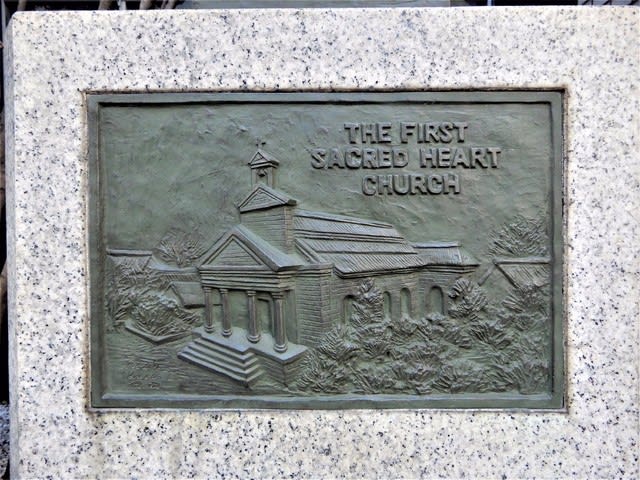 THE FIRST
SACRED HEART
CHURCH